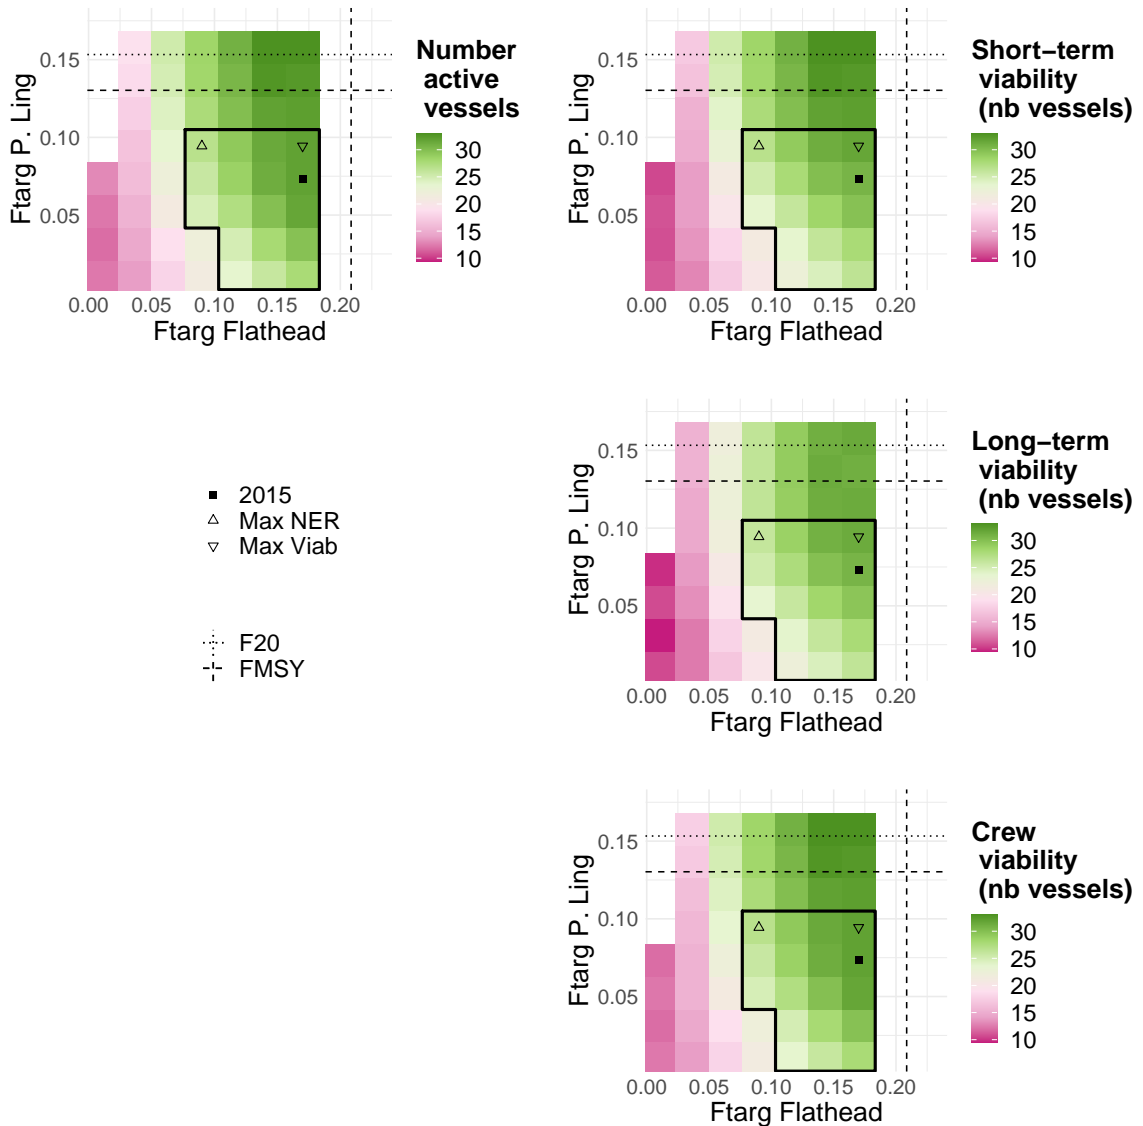 Number
active
vessels
30
25
20
15
10
0.15
0.10
0.05
Ftarg P. Ling
0.00 0.05 0.10 0.15 0.20
Ftarg Flathead
Short−term
viability
(nb vessels)
30
25
20
15
10
0.15
0.10
0.05
Ftarg P. Ling
0.00 0.05 0.10 0.15 0.20
Ftarg Flathead
2015
Max NER
Max Viab
F20
FMSY
Long−term
viability
(nb vessels)
30
25
20
15
10
0.15
0.10
0.05
Ftarg P. Ling
0.00 0.05 0.10 0.15 0.20
Ftarg Flathead
Crew
viability
(nb vessels)
30
25
20
15
10
0.15
0.10
0.05
Ftarg P. Ling
0.00 0.05 0.10 0.15 0.20
Ftarg Flathead